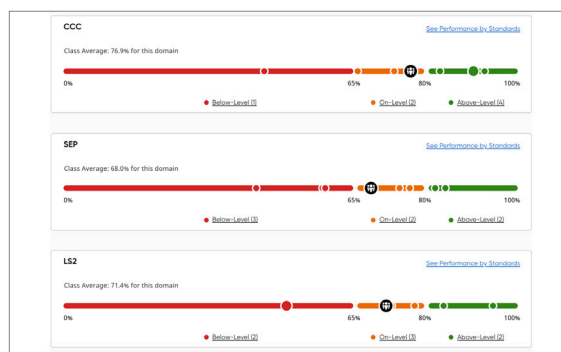 CCC
See Performance by Standards
Class Average: 76.9% for this domain
0% 65% 80% 100%
Below-Level (1) On-Level (2) Above-Level (4)
SEP
See Performance by Standards
Class Average: 68.0% for this domain
0% 65% 80% 100%
Below-Level (3) On-Level (2) Above-Level (2)
LS2
See Performance by Standards
Class Average: 71.4% for this domain
0% 65% 80% 100%
Below-Level (2) On-Level (3) Above-Level (2)